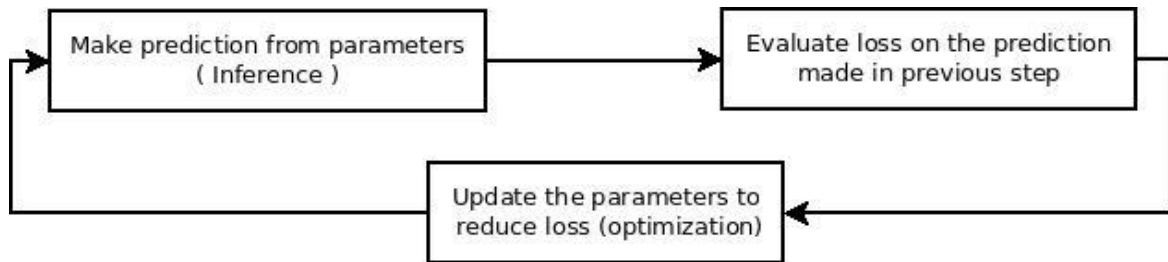 Make prediction from parameters
( Inference )
Evaluate loss on the prediction
made in previous step
Update the parameters to
reduce loss (optimization)